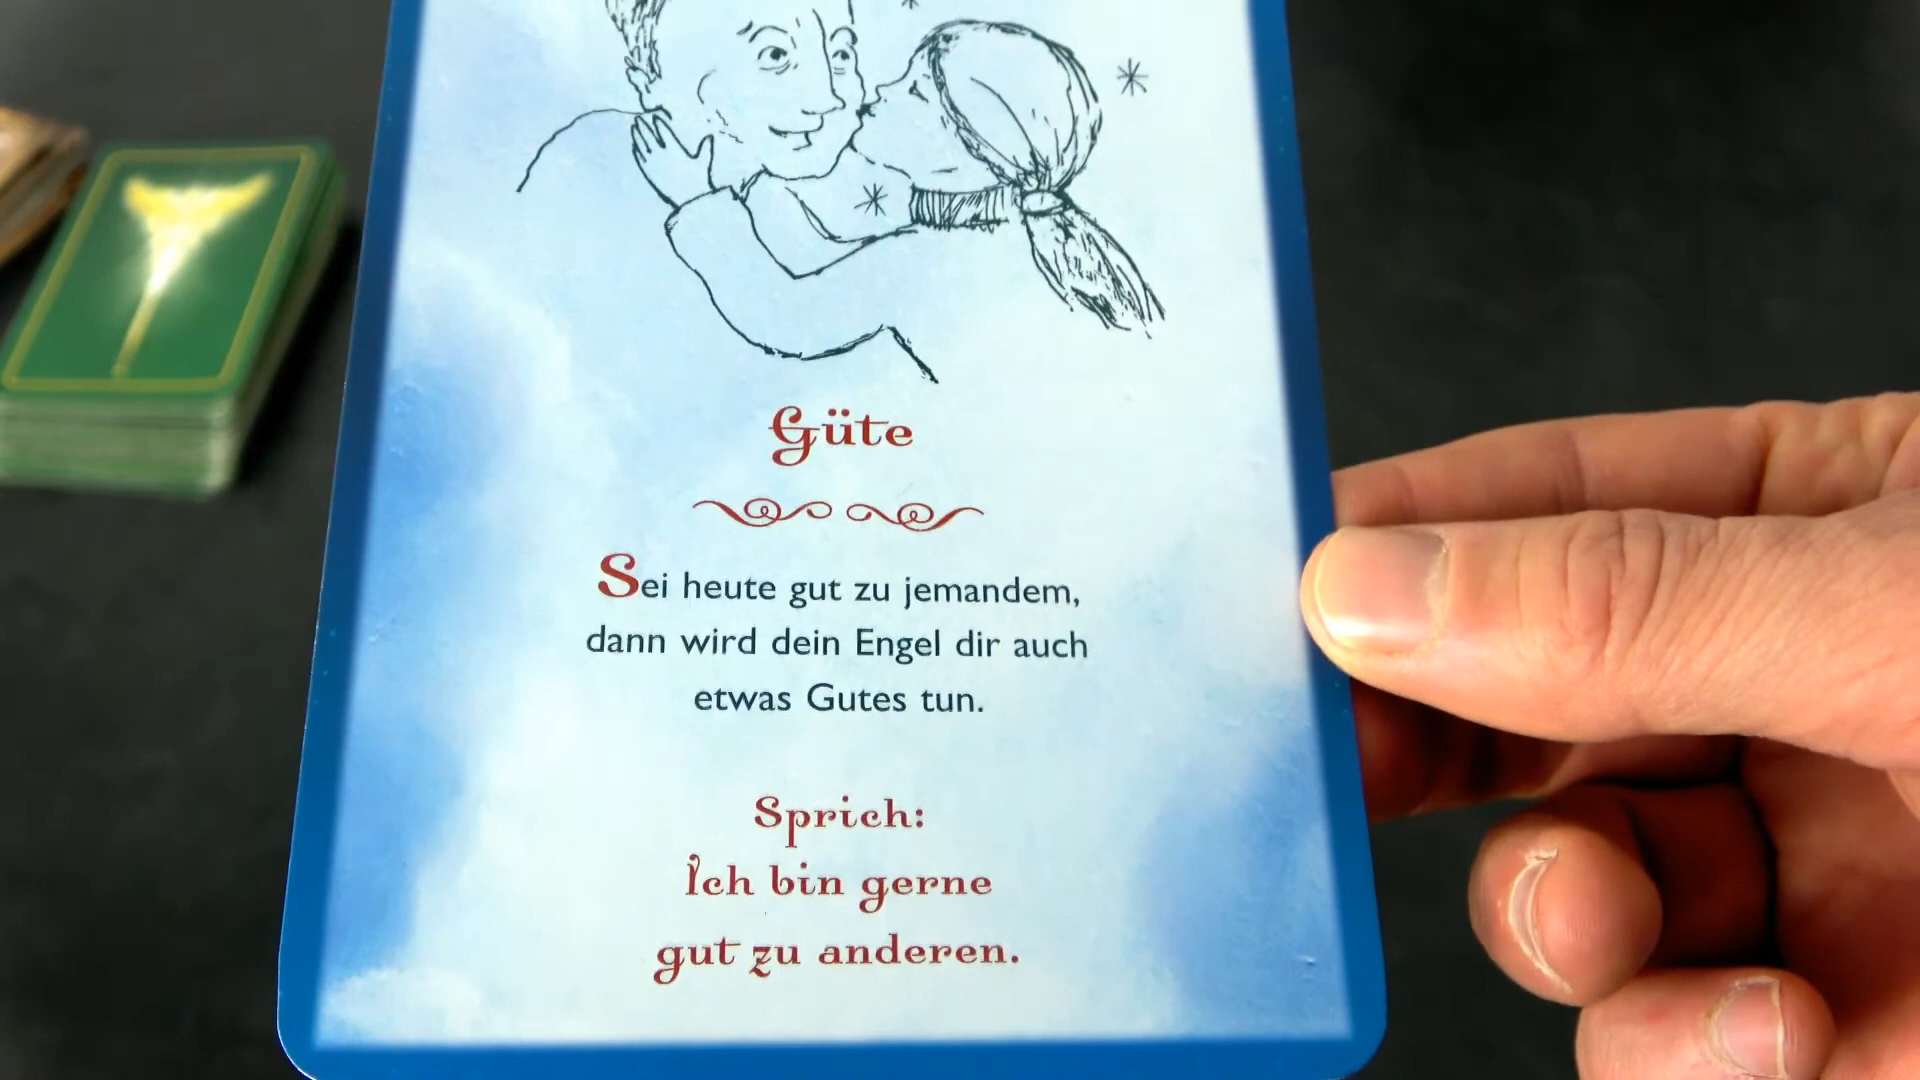 Güte
Sei heute gut zu jemandem,
dann wird dein Engel dir auch
etwas Gutes tun.
Sprich:
Ich bin gerne
gut zu anderen.